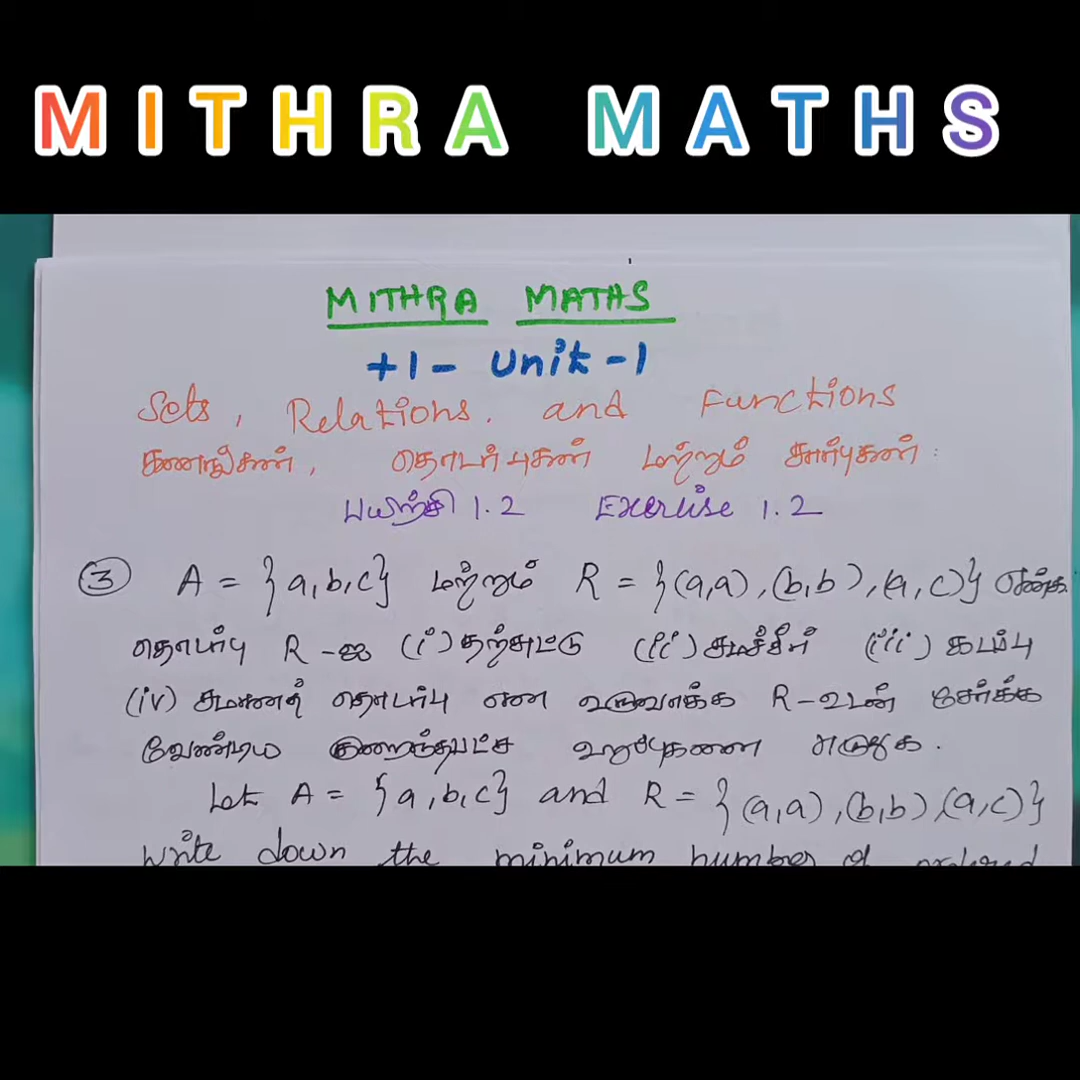 MITHRA MATHS
MITHRA MATHS
+1 - Unit - 1
Sets, Relations, and Functions
கணங்கள், தொடர்புகள் மற்றும் சார்புகள் :
பயிற்சி 1.2 Exercise 1.2
③ A = {a, b, c} மற்றும் R = {(a,a), (b,b), (a,c)} என்க
தொடர்பு R-ஐ (i) தற்சுட்டு (ii) சமச்சீர் (iii) கடப்பு
(iv) சமானத் தொடர்பு என உருவாக்க R-உடன் சேர்க்க
வேண்டிய குறைந்தபட்ச உறுப்புகளை எழுதுக.
Let A = {a, b, c} and R = {(a,a), (b,b), (a,c)}
Write down the minimum number of ordered